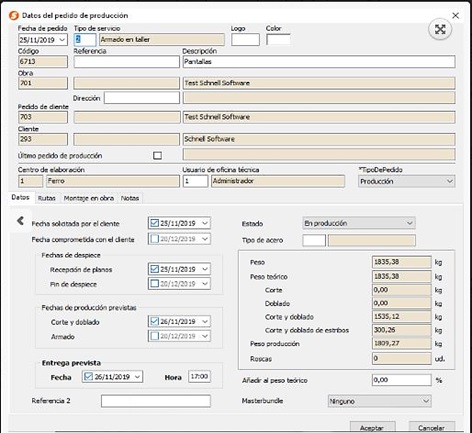 Datos del pedido de producción
Fecha de pedido Tipo de servicio Logo Color
25/11/2019 2 Armado en taller
Código Referencia Descripción
6713 Pantallas
Obra
701 Test Schnell Software
Dirección
Pedido de cliente
703 Test Schnell Software
Cliente
293 Schnell Software
Último pedido de producción
Centro de elaboración Usuario de oficina técnica *TipoDePedido
1 Ferro 1 Administrador Producción
Datos Rutas Montaje en obra Notas
Fecha solicitada por el cliente 25/11/2019 Estado En producción
Fecha comprometida con el cliente 20/12/2019 Tipo de acero
Fechas de despiece
Recepción de planos 25/11/2019
Fin de despiece 20/12/2019
Fechas de producción previstas
Corte y doblado 26/11/2019
Armado 20/12/2019
Entrega prevista
Fecha 26/11/2019 Hora 17:00
Referencia 2
Peso 1835,38 kg
Peso teórico 1835,38 kg
Corte 0,00 kg
Doblado 0,00 kg
Corte y doblado 1535,12 kg
Corte y doblado de estribos 300,26 kg
Peso producción 1809,27 kg
Roscas 0 ud.
Añadir al peso teórico 0,00 %
Masterbundle Ninguno
Aceptar Cancelar